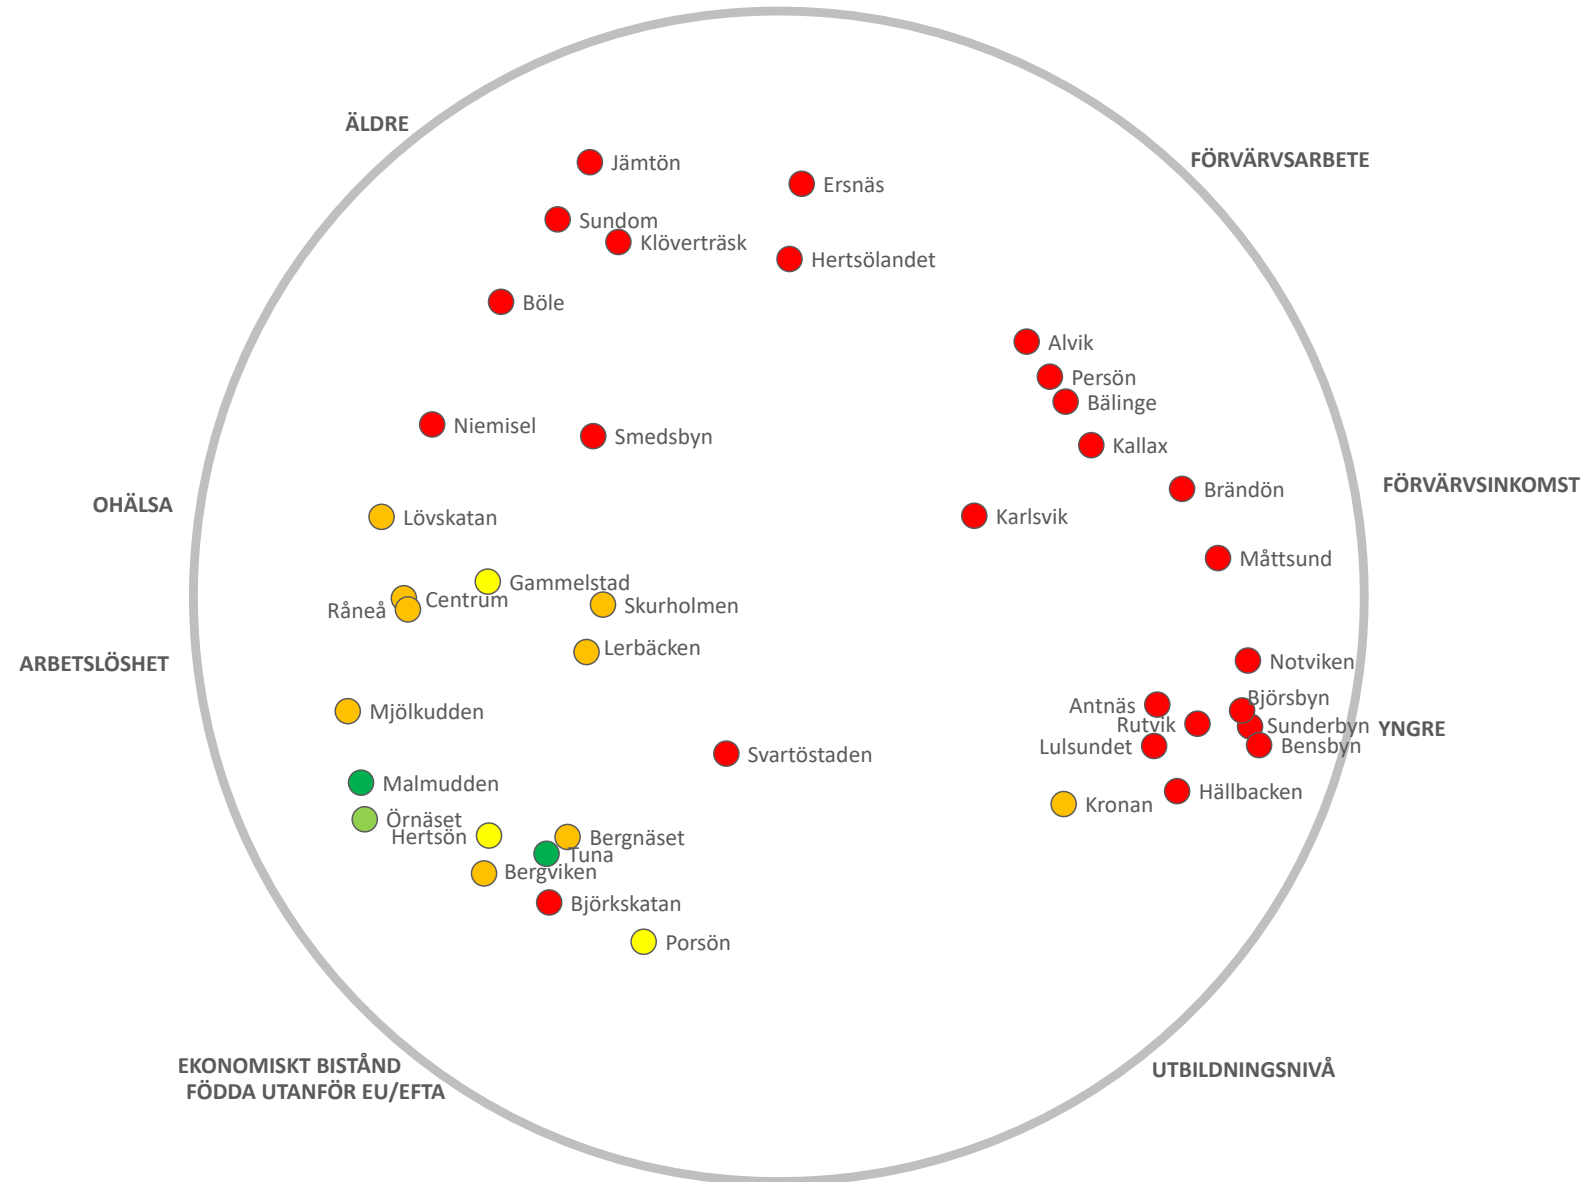 ÄLDRE
FÖRVÄRVSARBETE
Jämtön
Ersnäs
Sundom
Klöverträsk
Hertsölandet
Böle
Alvik
Persön
Bälinge
Niemisel
Smedsbyn
Kallax
FÖRVÄRVSINKOMST
Brändön
OHÄLSA
Lövskatan
Karlsvik
Måttsund
Gammelstad
Centrum
Råneå
Skurholmen
Lerbäcken
ARBETSLÖSHET
Notviken
Björsbyn
Antnäs
Mjölkudden
Rutvik
Sunderbyn
YNGRE
Lulsundet
Bensbyn
Svartöstaden
Malmudden
Hällbacken
Kronan
Örnäset
Hertsön
Bergnäset
Tuna
Bergviken
Björkskatan
Porsön
EKONOMISKT BISTÅND
FÖDDA UTANFÖR EU/EFTA
UTBILDNINGSNIVÅ